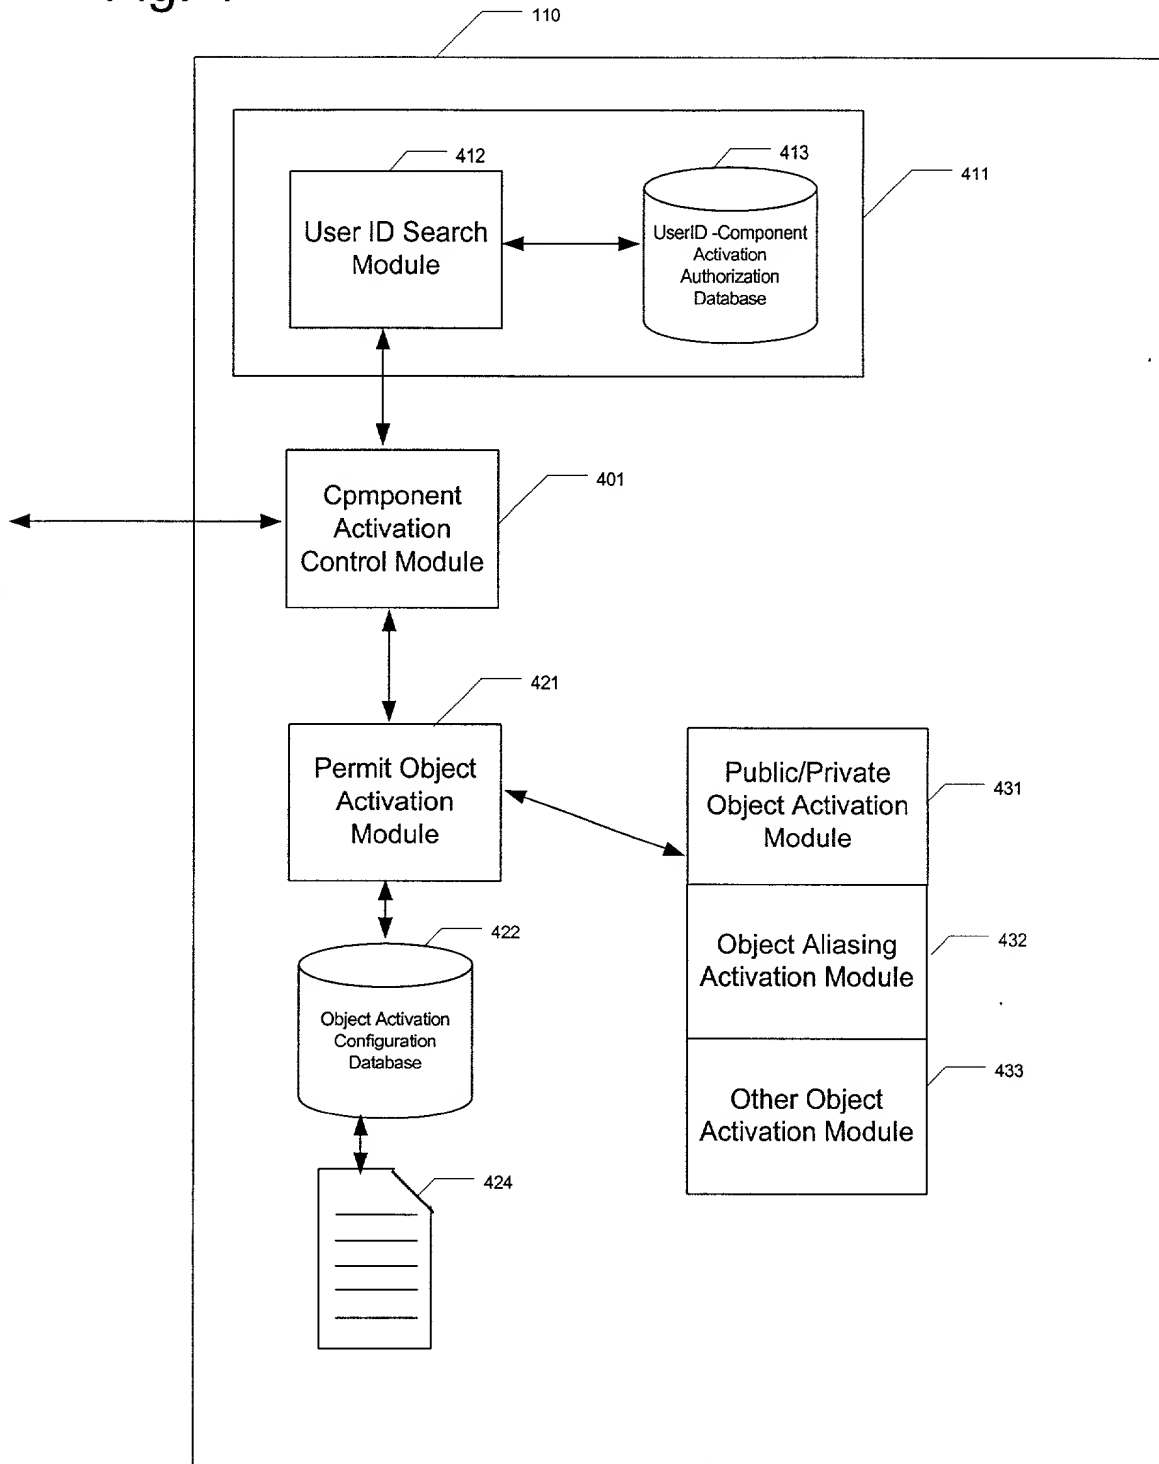 110
412
413
411
User ID Search
Module
UserID -Component
Activation
Authorization
Database
401
Cpmponent
Activation
Control Module
421
Permit Object
Activation
Module
Public/Private
Object Activation
Module
431
422
Object Activation
Configuration
Database
Object Aliasing
Activation Module
432
433
Other Object
Activation Module
424